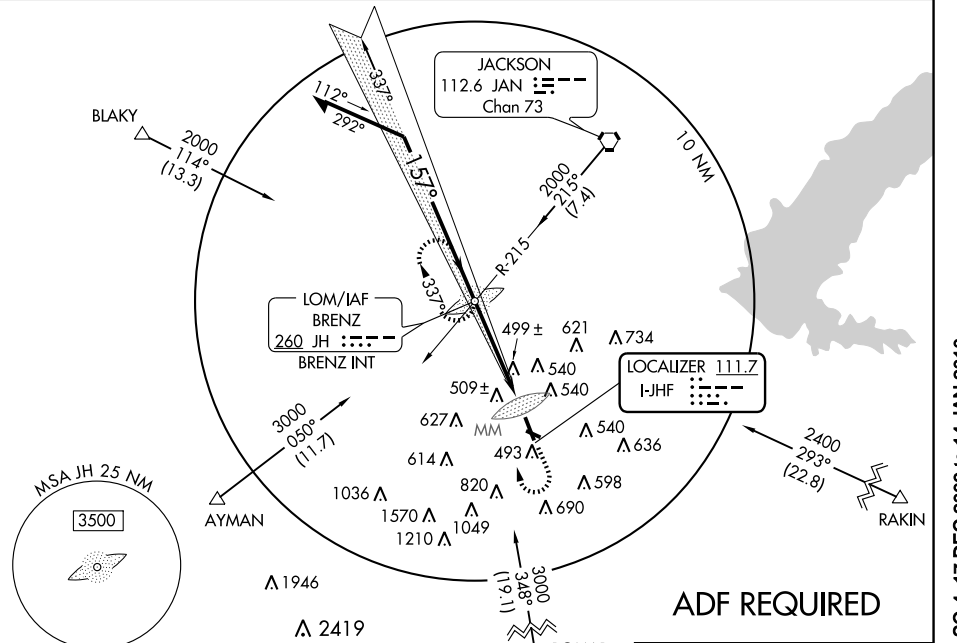 JACKSON
112.6 JAN
Chan 73
337°
112°
292°
BLAKY
2000
114°
(13.3)
157°
10 NM
2000
215°
(7.4)
R-215
337°
LOM/IAF
BRENZ
260 JH
BRENZ INT
499 ±
621
734
540
LOCALIZER 111.7
I-JHF
509 ±
540
MM
627
540
493
636
3000
050°
(11.7)
2400
293°
(22.8)
614
MSA JH 25 NM
3500
820
598
1036
AYMAN
690
RAKIN
1570
1049
1210
3000
348°
(19.1)
1946
ADF REQUIRED
2419